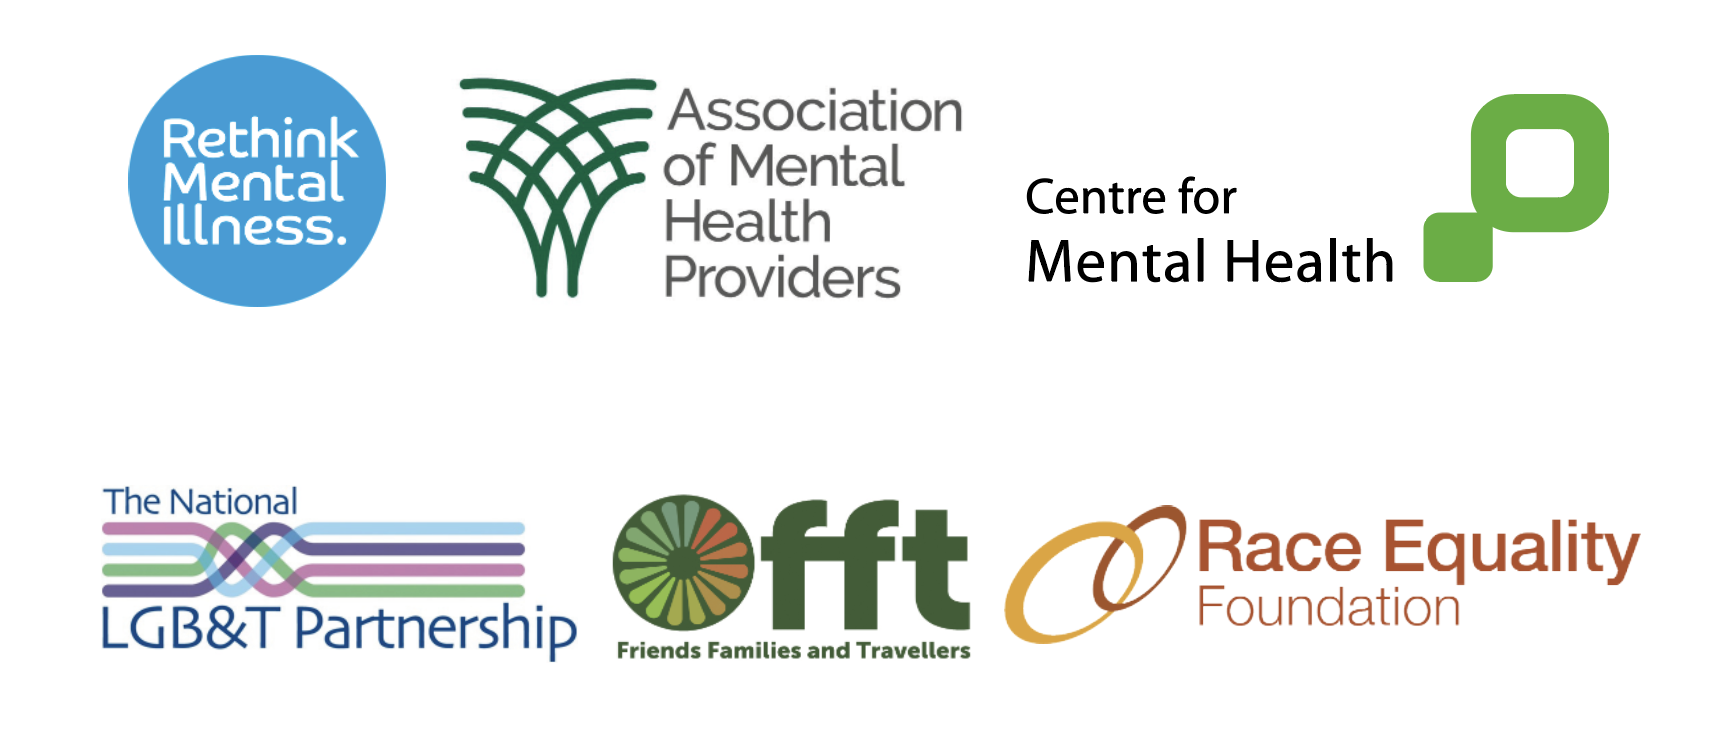 Rethink
Mental
Illness.
Association
of Mental
Health
Providers
Centre for
Mental Health
The National
LGB&T Partnership
fft
Friends Families and Travellers
Race Equality
Foundation